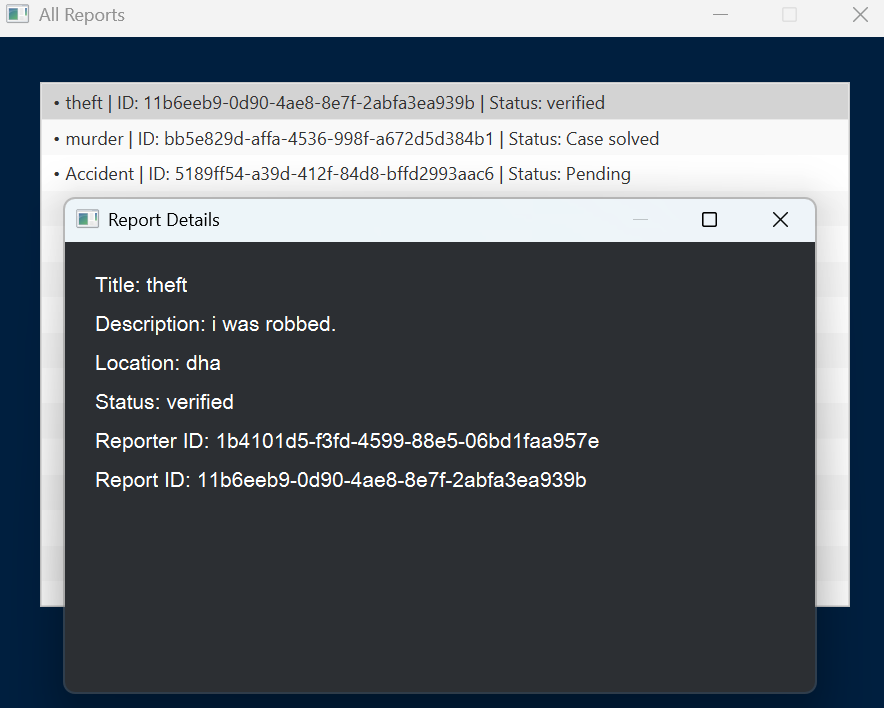 All Reports
• theft | ID: 11b6eeb9-0d90-4ae8-8e7f-2abfa3ea939b | Status: verified
• murder | ID: bb5e829d-affa-4536-998f-a672d5d384b1 | Status: Case solved
• Accident | ID: 5189ff54-a39d-412f-84d8-bffd2993aac6 | Status: Pending
Report Details
Title: theft
Description: i was robbed.
Location: dha
Status: verified
Reporter ID: 1b4101d5-f3fd-4599-88e5-06bd1faa957e
Report ID: 11b6eeb9-0d90-4ae8-8e7f-2abfa3ea939b